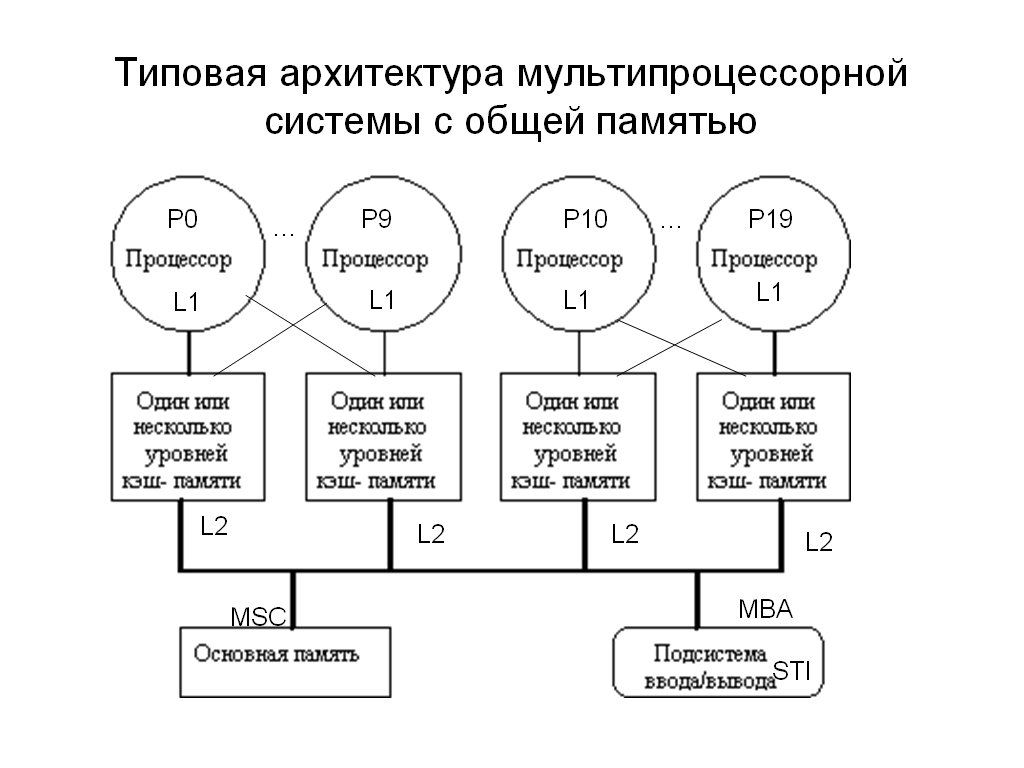 Типовая архитектура мультипроцессорной
системы с общей памятью
P0
...
P9
P10
...
P19
Процессор
Процессор
Процессор
Процессор
L1
L1
L1
L1
Один или
несколько
уровней
кэш- памяти
Один или
несколько
уровней
кэш- памяти
Один или
несколько
уровней
кэш- памяти
Один или
несколько
уровней
кэш- памяти
L2
L2
L2
L2
MSC
MBA
Основная память
Подсистема
ввода/вывода
STI